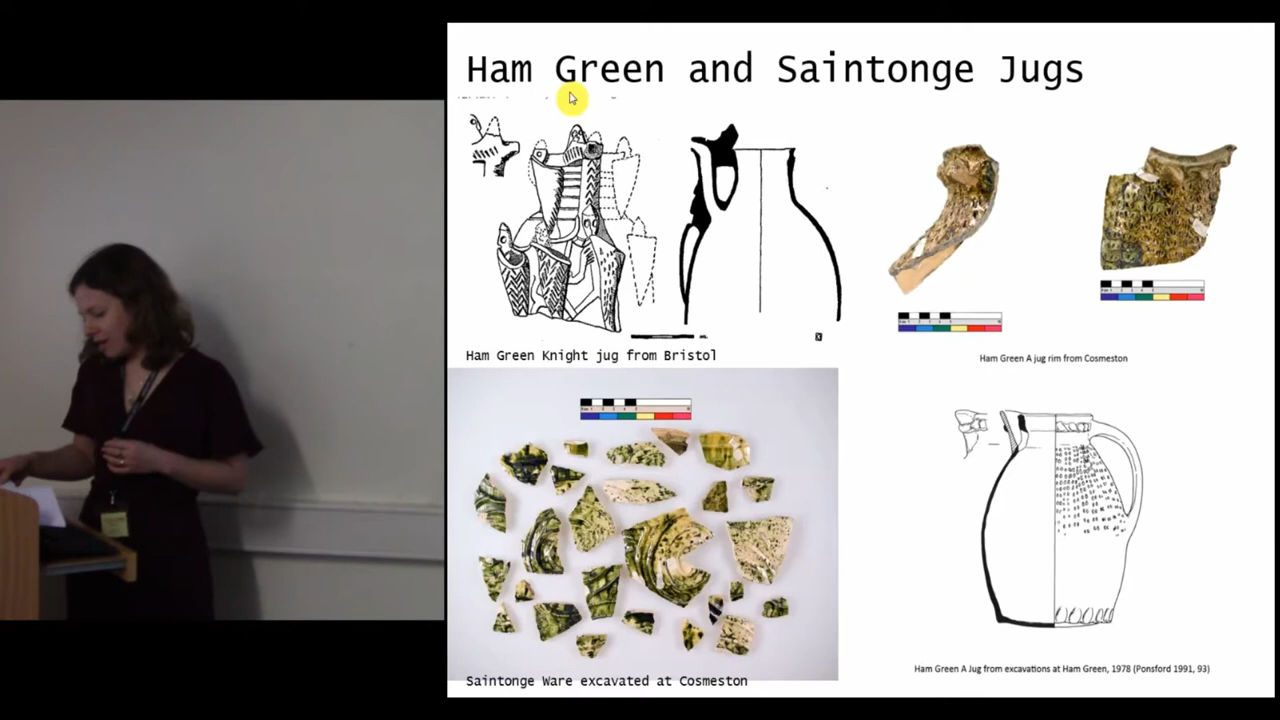 Ham Green and Saintonge Jugs
Ham Green Knight jug from Bristol
Ham Green A jug rim from Cosmeston
Saintonge Ware excavated at Cosmeston
Ham Green A Jug from excavations at Ham Green, 1978 (Ponsford 1991, 93)